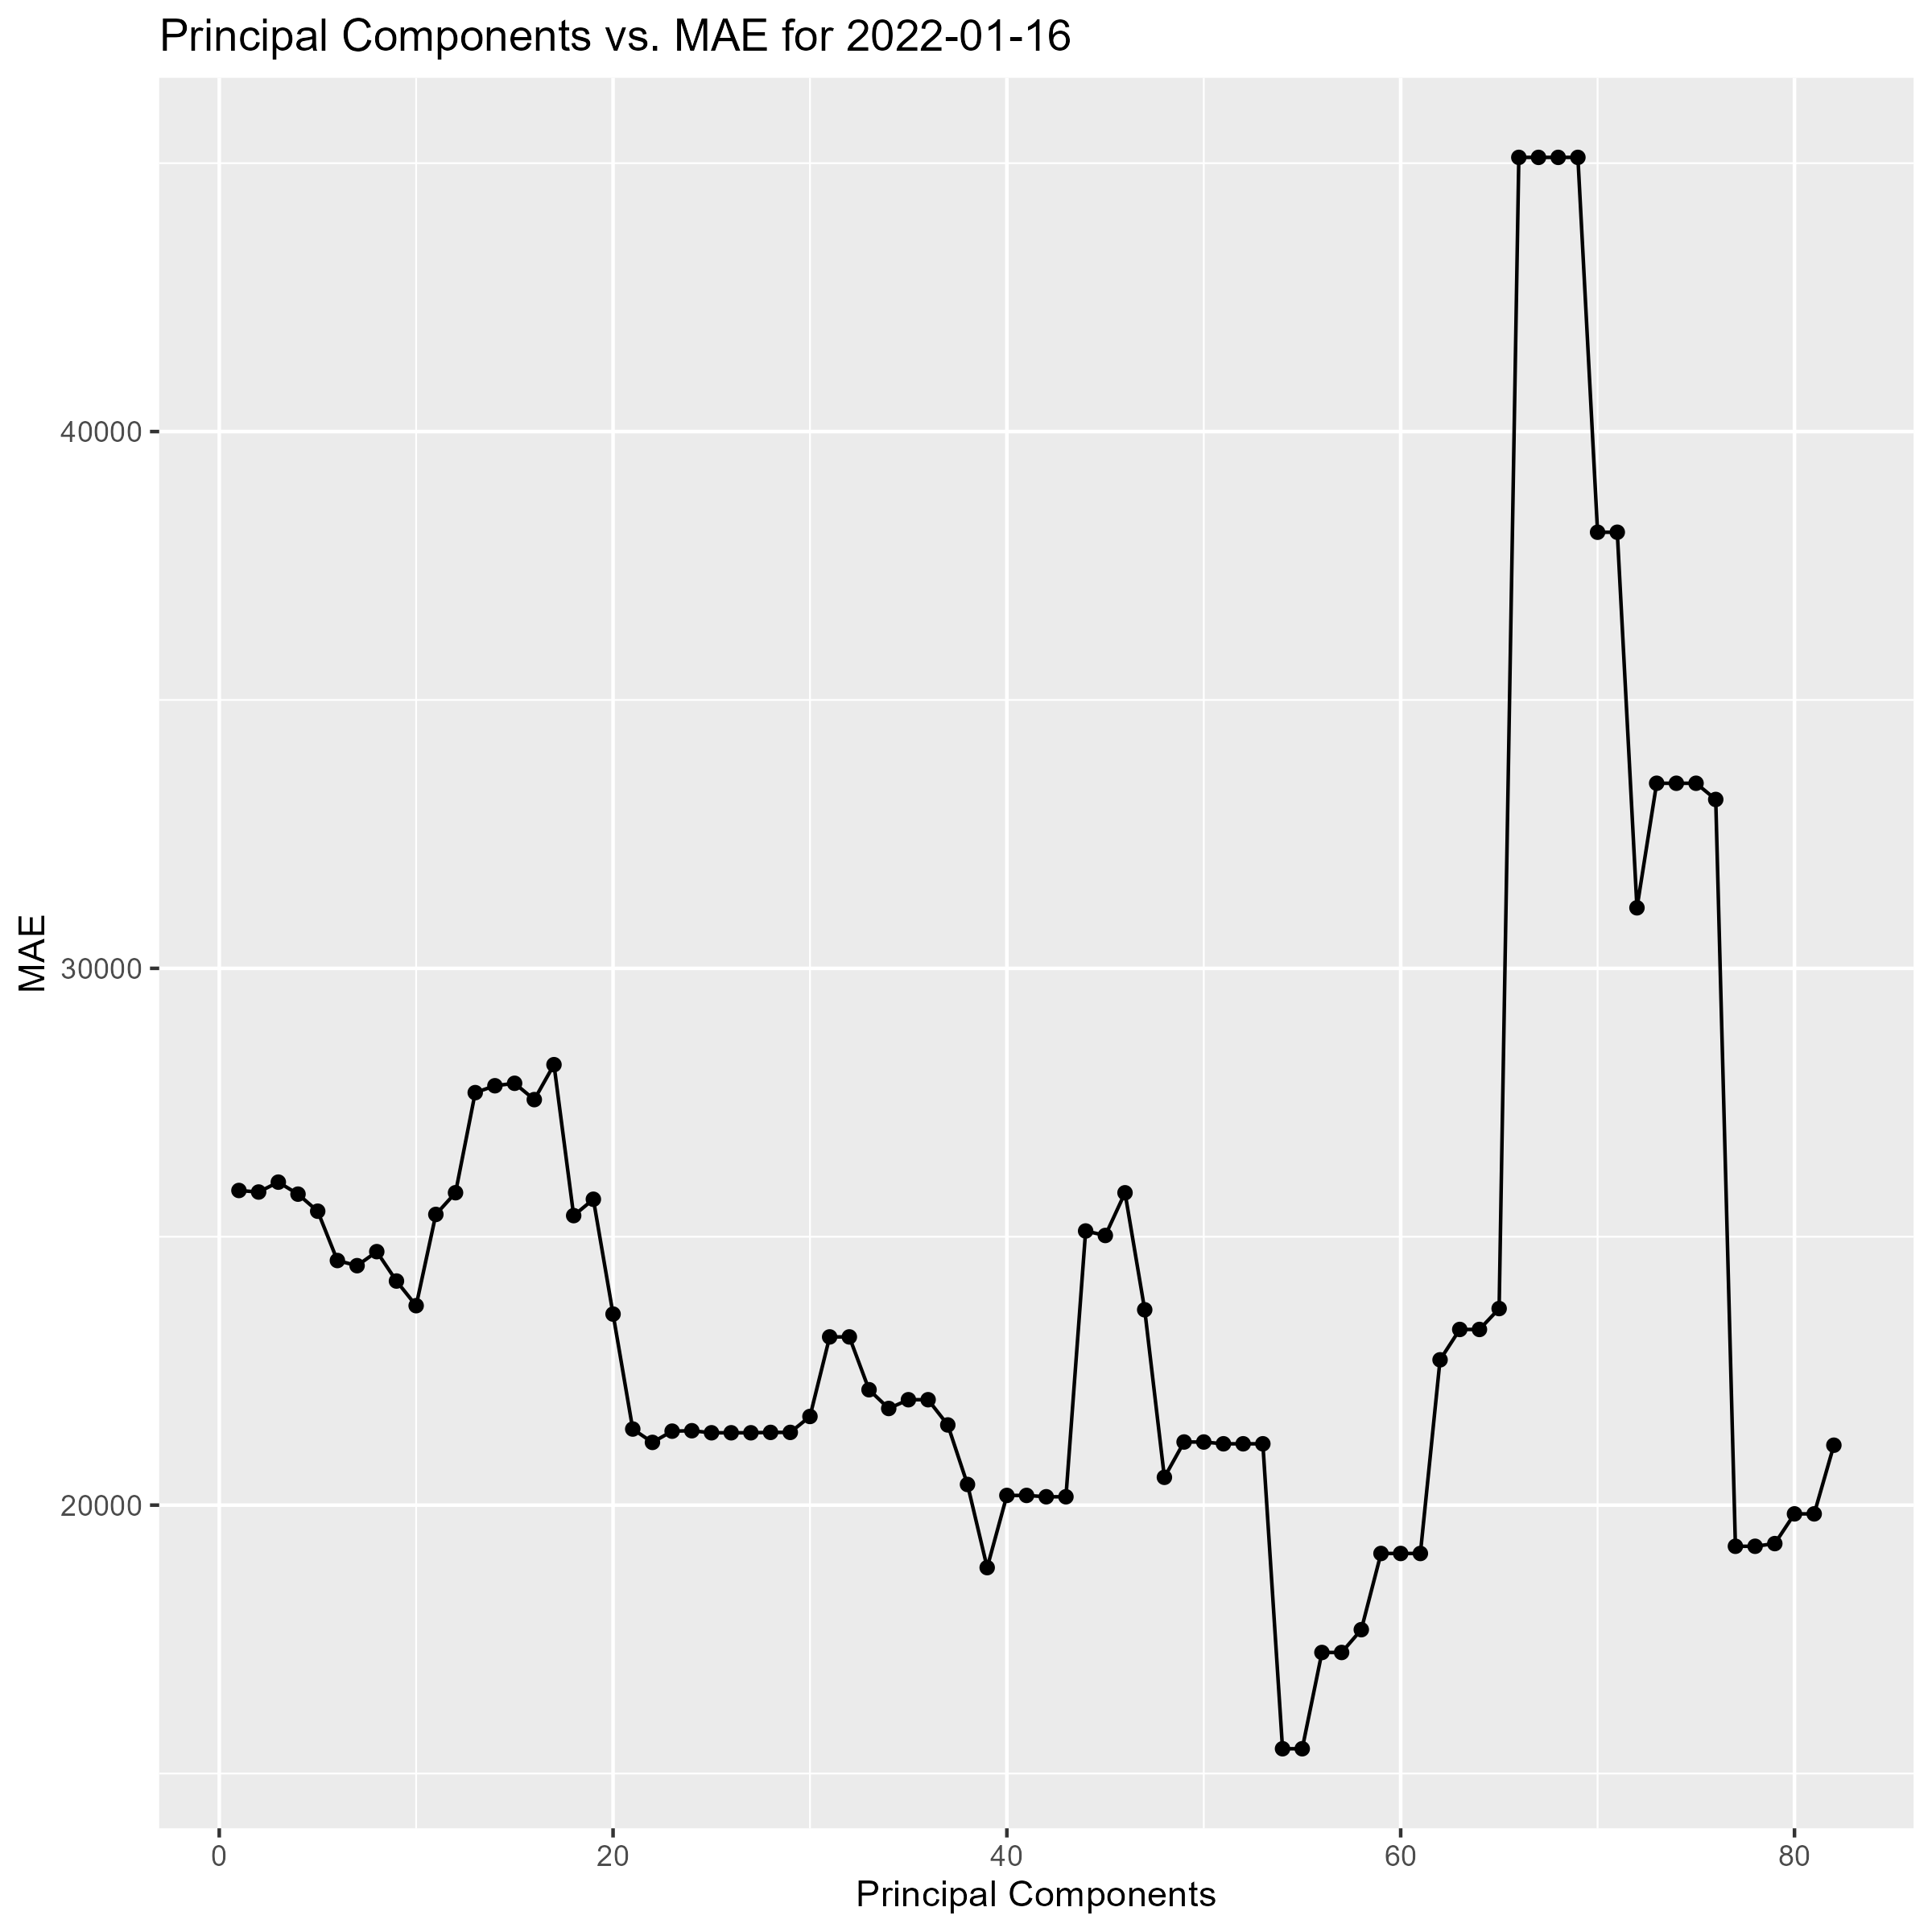 Principal Components vs. MAE for 2022-01-16
MAE
40000
30000
20000
0 20 40 60 80
Principal Components